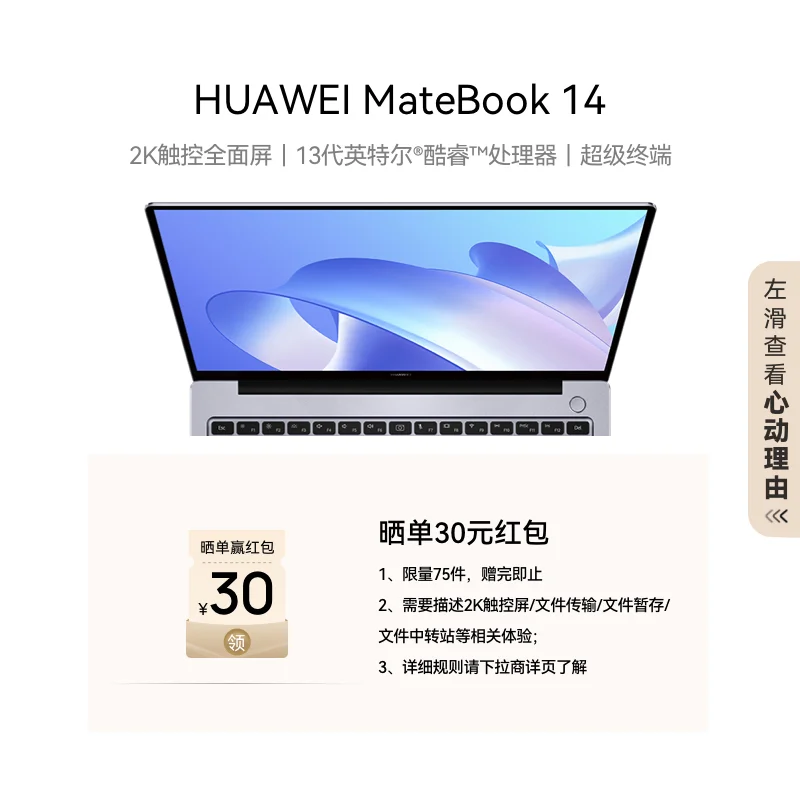 HUAWEI MateBook 14
2K触控全面屏｜13代英特尔®酷睿™处理器｜超级终端
左滑查看心动理由
晒单赢红包
¥30
领
晒单30元红包
1、限量75件，赠完即止
2、需要描述2K触控屏/文件传输/文件暂存/
文件中转站等相关体验;
3、详细规则请下拉商详页了解